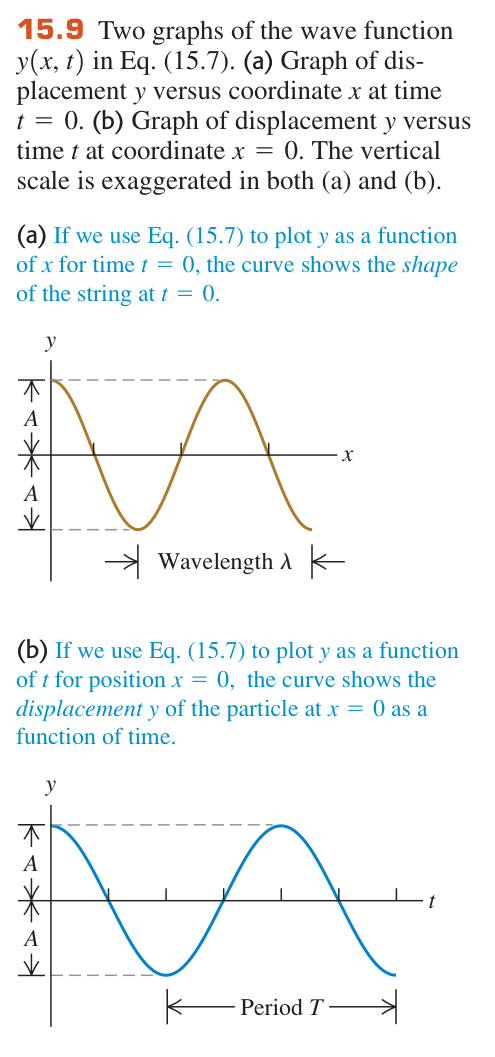 15.9 Two graphs of the wave function
y(x, t) in Eq. (15.7). (a) Graph of dis-
placement y versus coordinate x at time
t = 0. (b) Graph of displacement y versus
time t at coordinate x = 0. The vertical
scale is exaggerated in both (a) and (b).
(a) If we use Eq. (15.7) to plot y as a function
of x for time t = 0, the curve shows the shape
of the string at t = 0.
y
A
x
A
Wavelength λ
(b) If we use Eq. (15.7) to plot y as a function
of t for position x = 0, the curve shows the
displacement y of the particle at x = 0 as a
function of time.
y
A
t
A
Period T